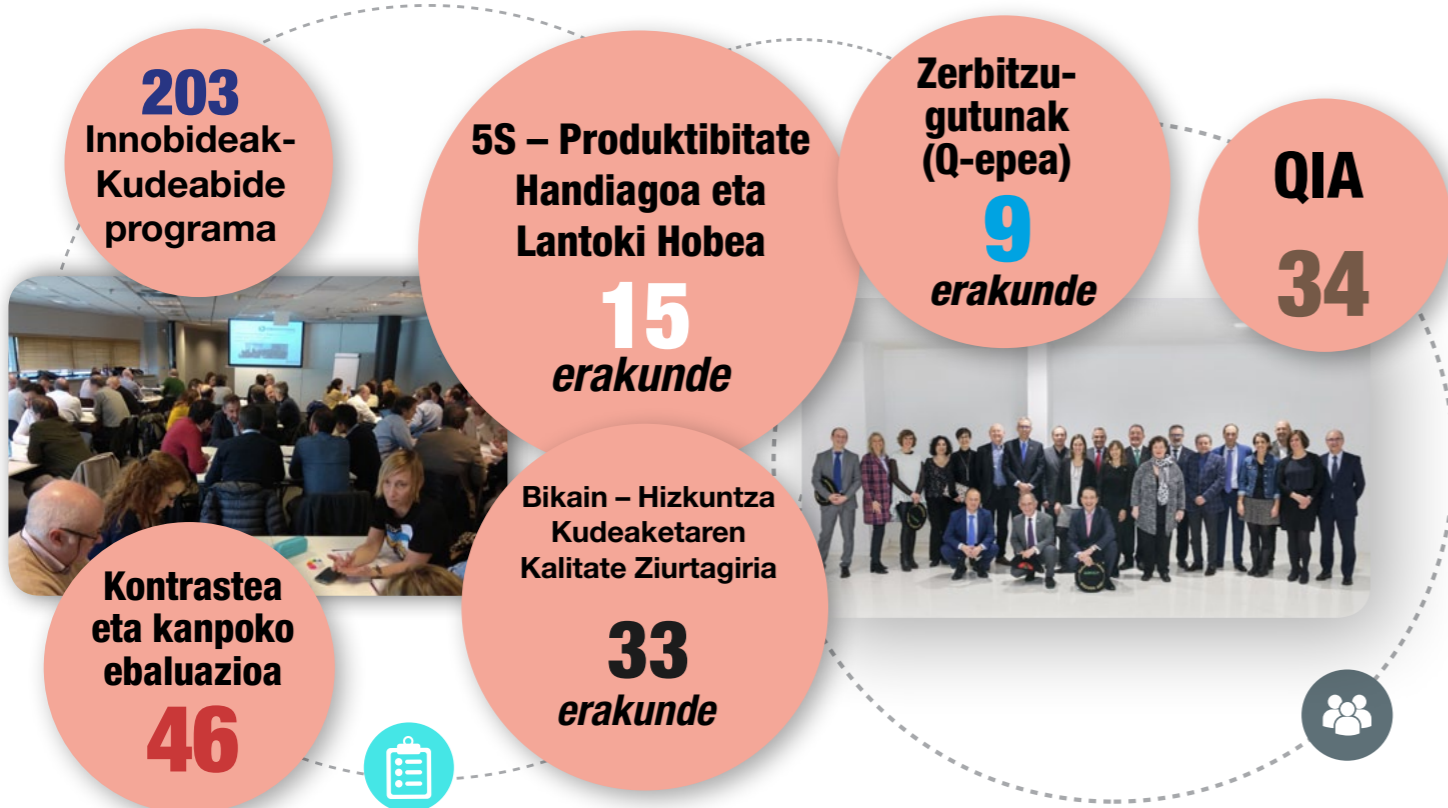 203
Innobideak-
Kudeabide
programa
5S – Produktibitate
Handiagoa eta
Lantoki Hobea
15
erakunde
Zerbitzu-
gutunak
(Q-epea)
9
erakunde
QIA
34
Kontrastea
eta kanpoko
ebaluazioa
46
Bikain – Hizkuntza
Kudeaketaren
Kalitate Ziurtagiria
33
erakunde